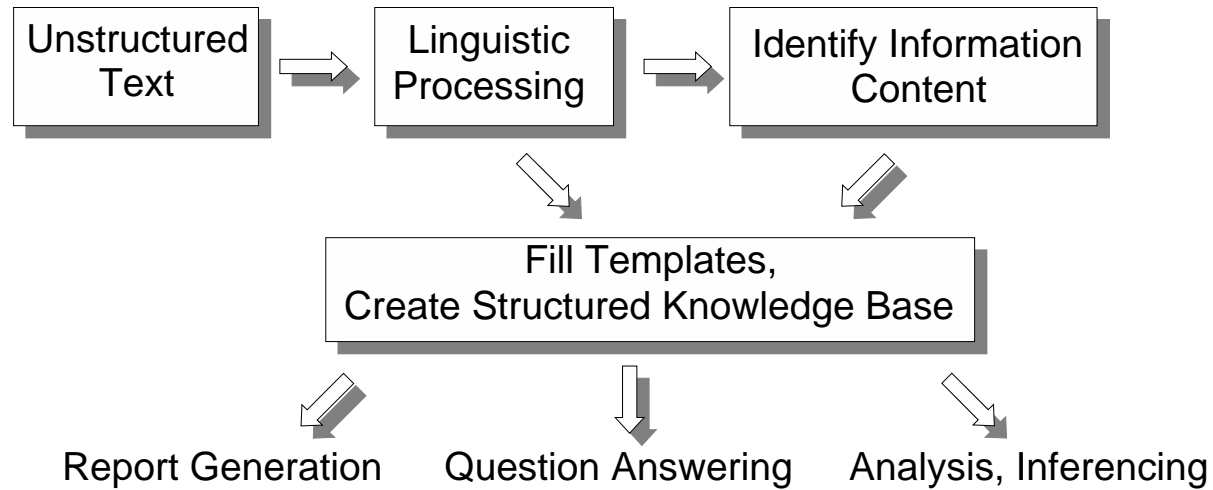 Unstructured
Text
Linguistic
Processing
Identify Information
Content
Fill Templates,
Create Structured Knowledge Base
Report Generation
Question Answering
Analysis, Inferencing